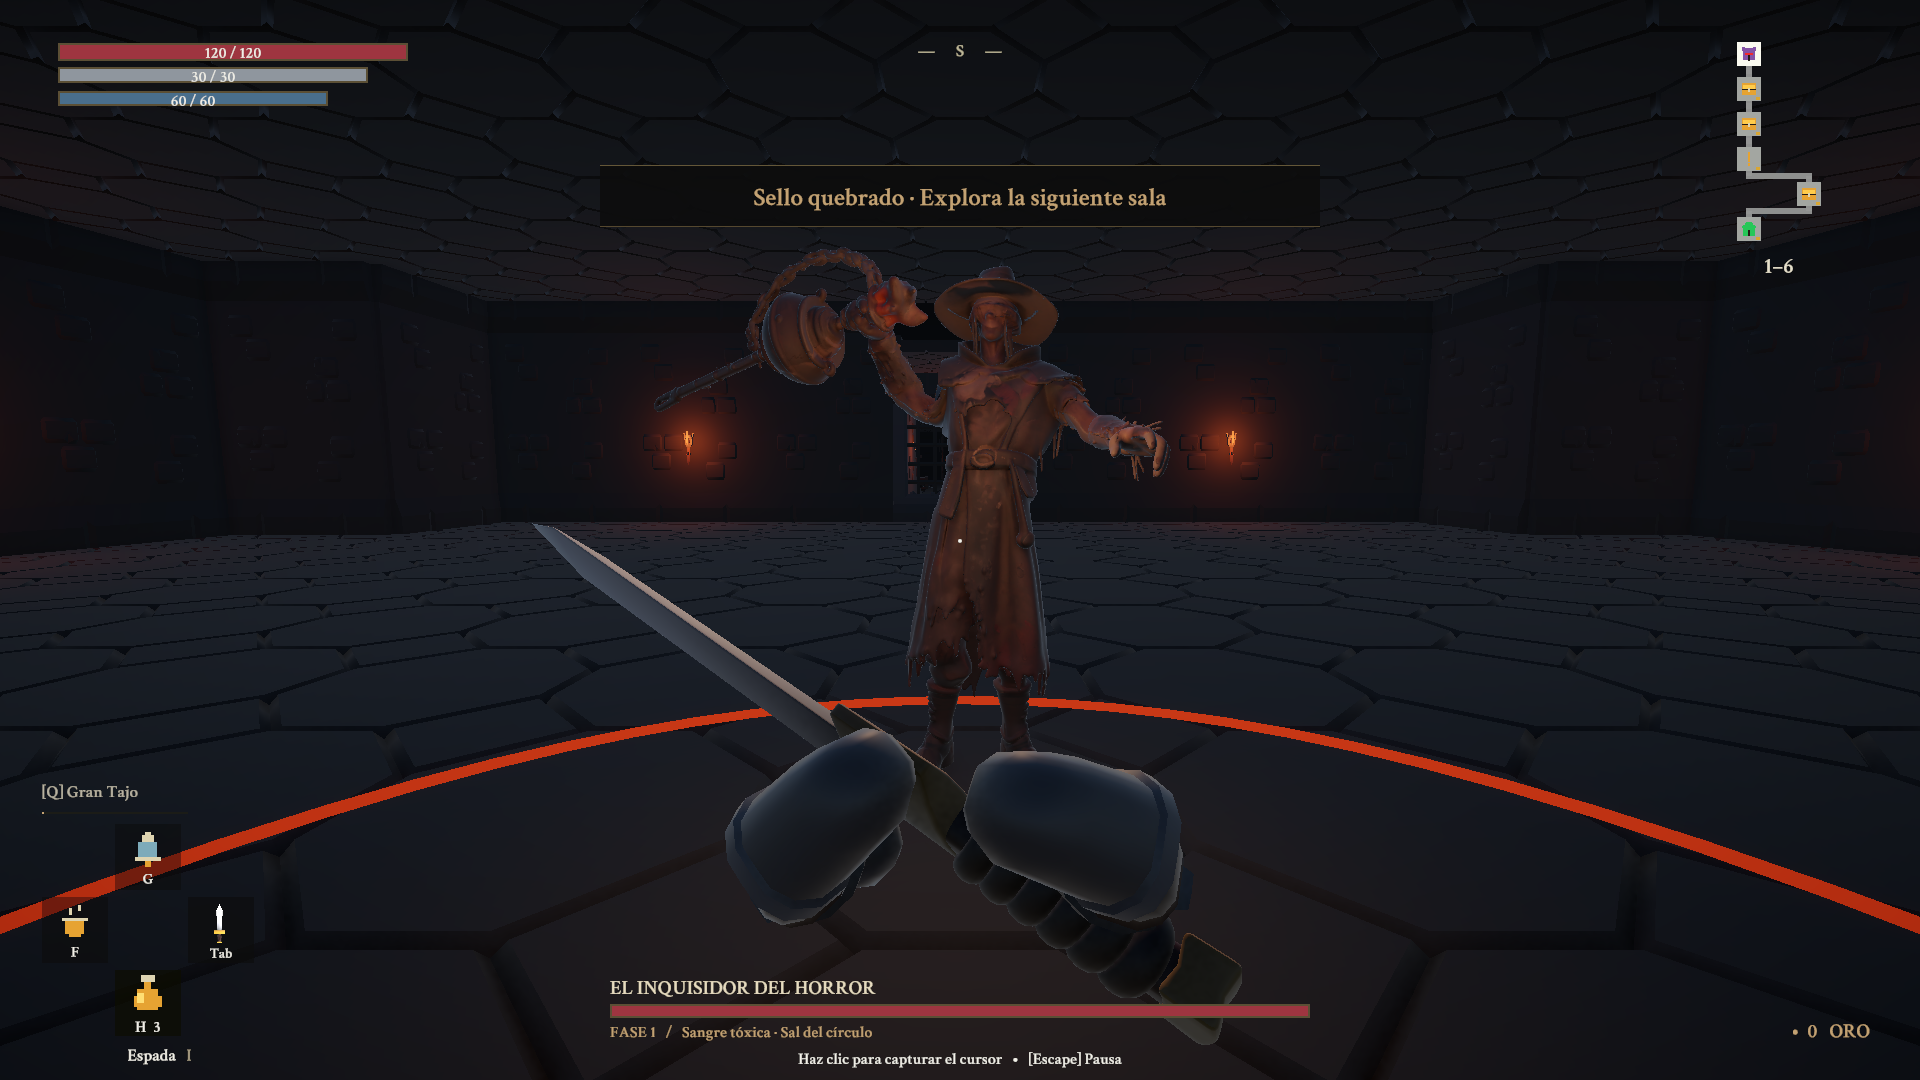 120 / 120
30 / 30
60 / 60
— S —
Sello quebrado · Explora la siguiente sala
1–6
[Q] Gran Tajo
G
F
Tab
H 3
Espada I
EL INQUISIDOR DEL HORROR
FASE 1 / Sangre tóxica · Sal del círculo
Haz clic para capturar el cursor • [Escape] Pausa
• 0 ORO